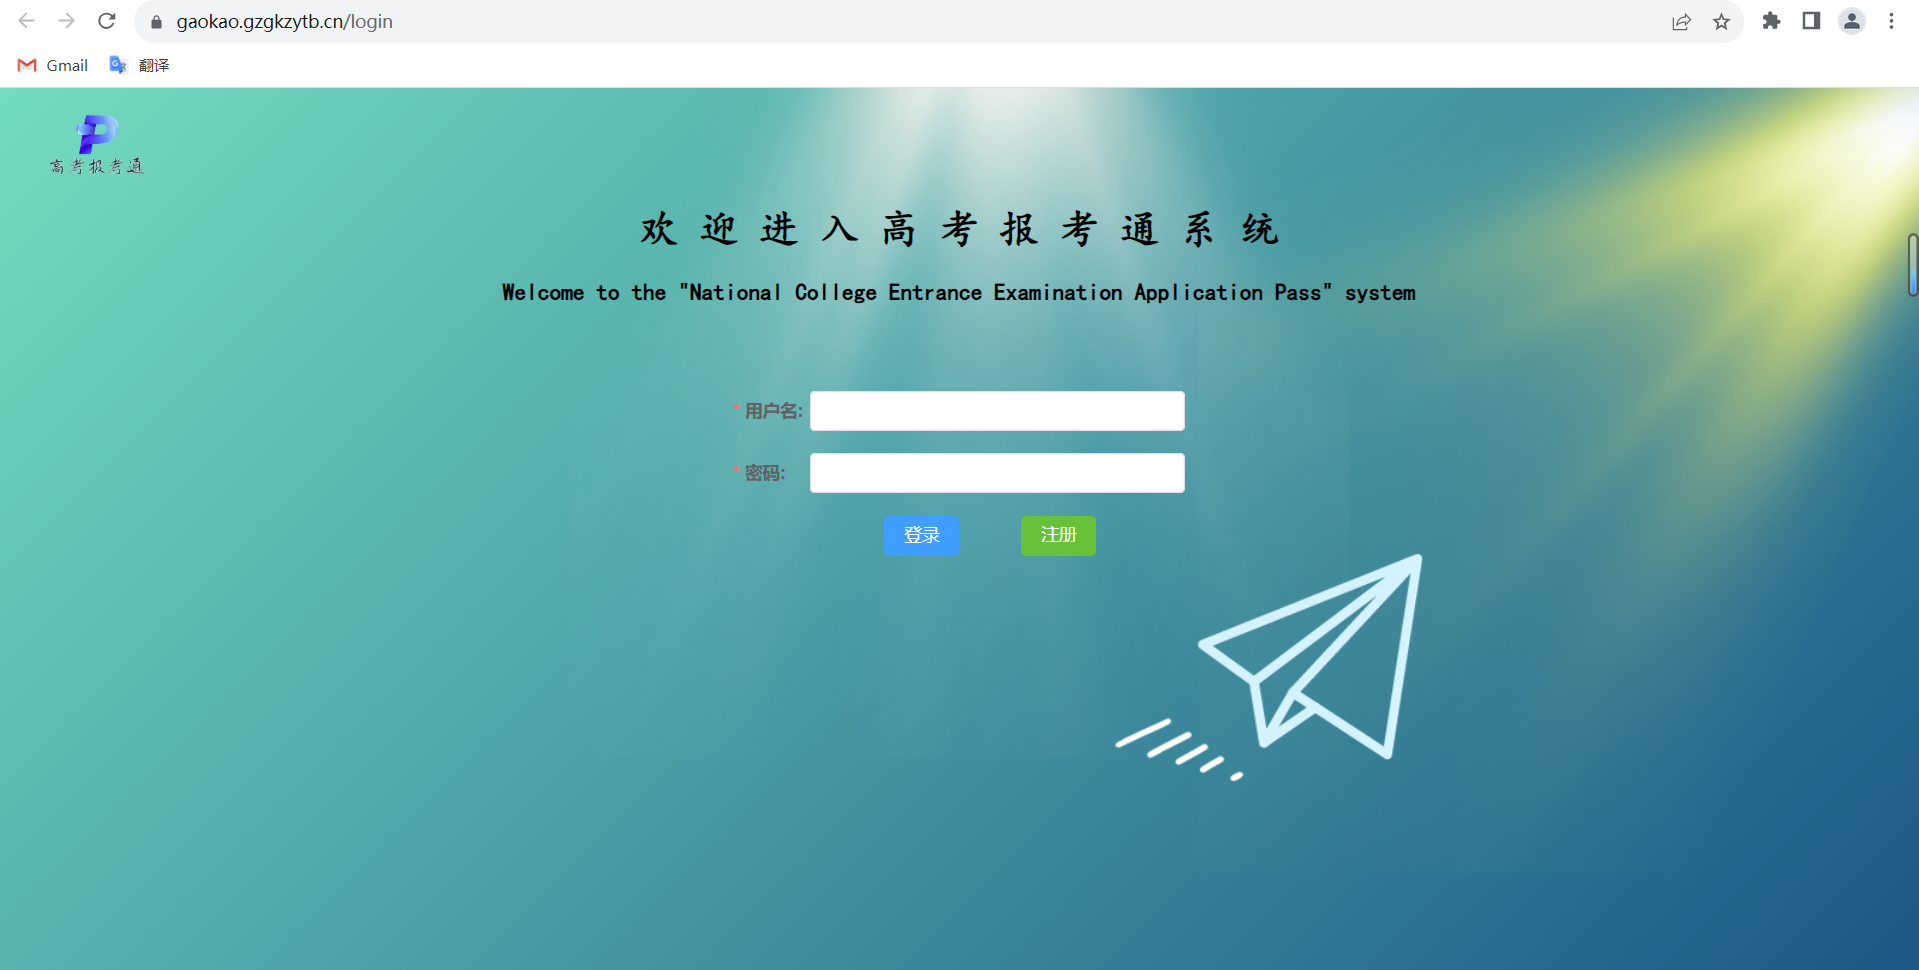 gaokao.gzgkzytb.cn/login
Gmail 翻译
高考报考通
欢迎进入高考报考通系统
Welcome to the "National College Entrance Examination Application Pass" system
* 用户名:
* 密码:
登录 注册